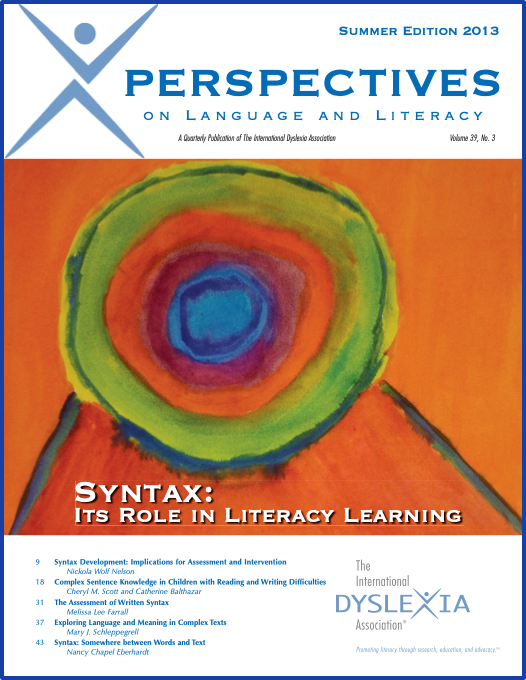 SUMMER EDITION 2013
PERSPECTIVES
ON LANGUAGE AND LITERACY
A Quarterly Publication of The International Dyslexia Association
Volume 39, No. 3
SYNTAX:
ITS ROLE IN LITERACY LEARNING
9 Syntax Development: Implications for Assessment and Intervention
Nickola Wolf Nelson
18 Complex Sentence Knowledge in Children with Reading and Writing Difficulties
Cheryl M. Scott and Catherine Balthazar
31 The Assessment of Written Syntax
Melissa Lee Farrall
37 Exploring Language and Meaning in Complex Texts
Mary J. Schleppegrell
43 Syntax: Somewhere between Words and Text
Nancy Chapel Eberhardt
The
International
DYSLEXIA
Association®
Promoting literacy through research, education, and advocacy.℠